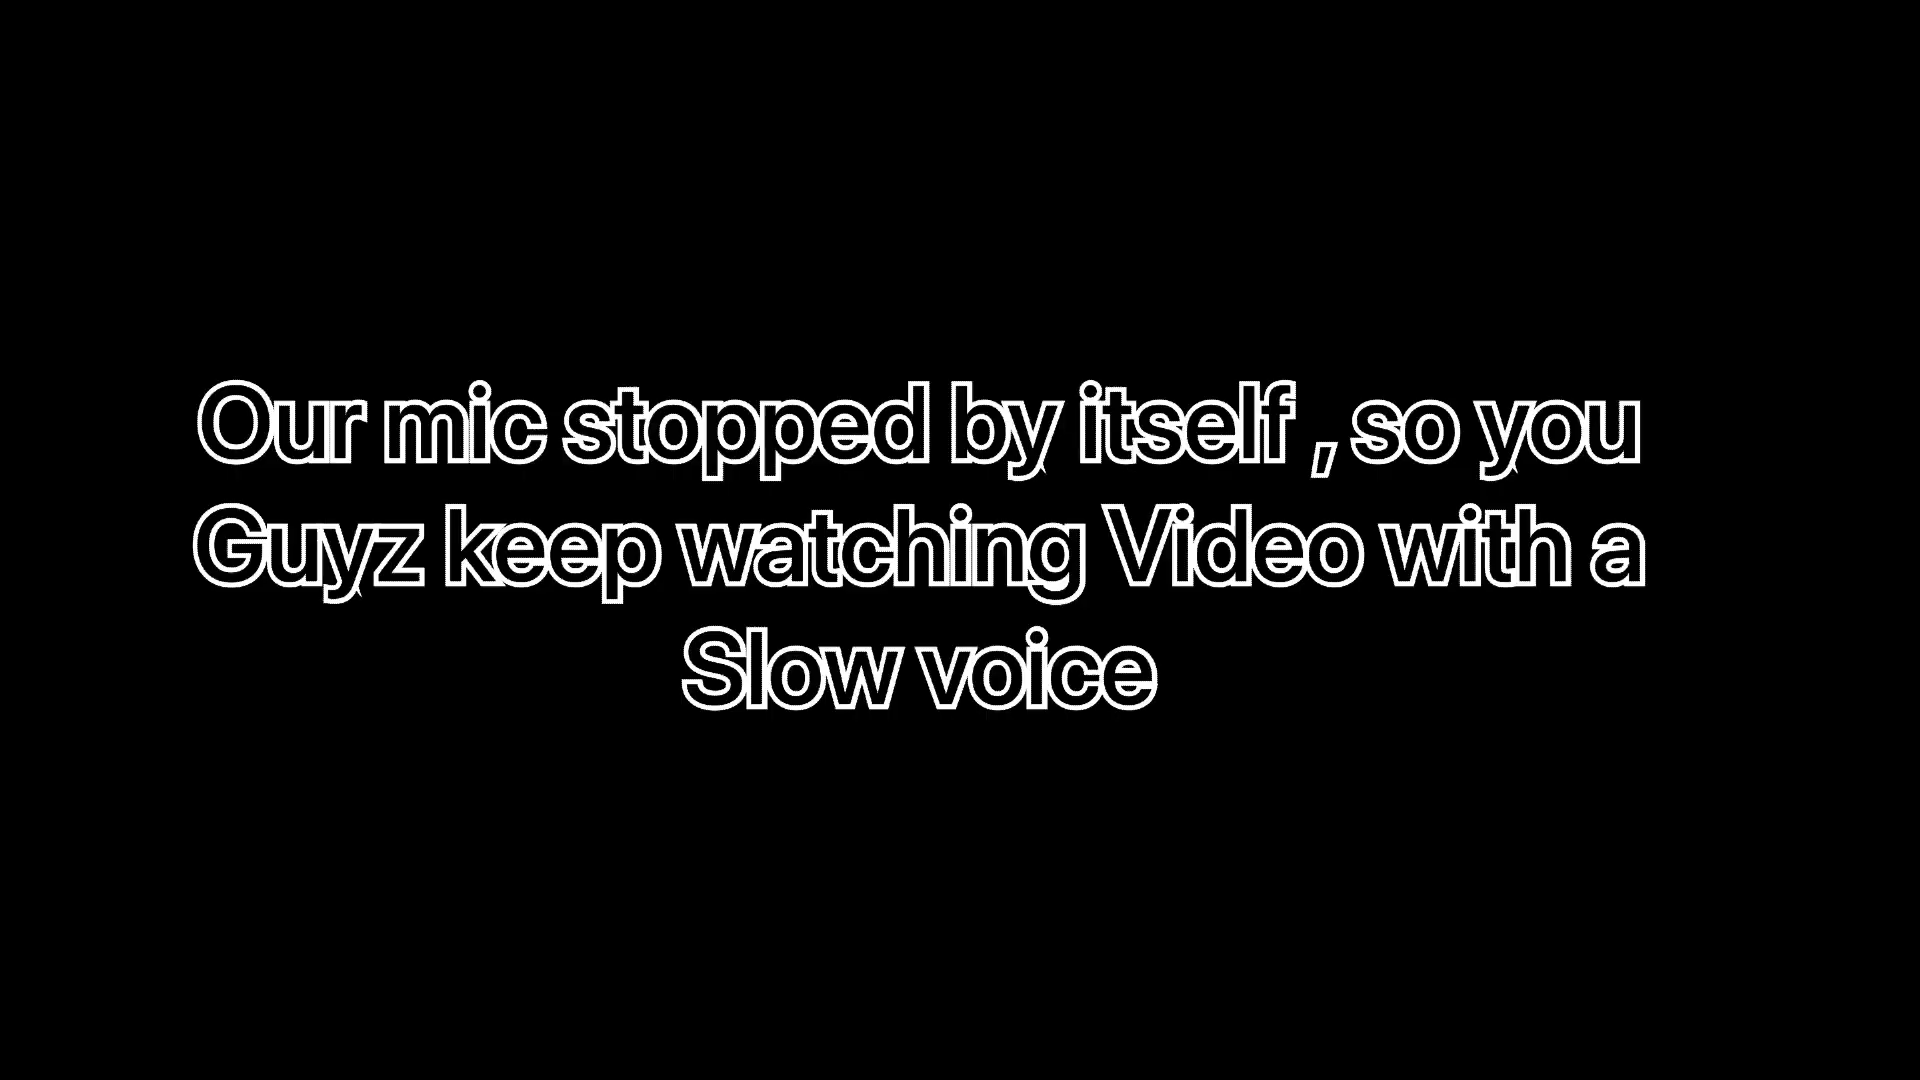 Our mic stopped by itself , so you
Guyz keep watching Video with a
Slow voice